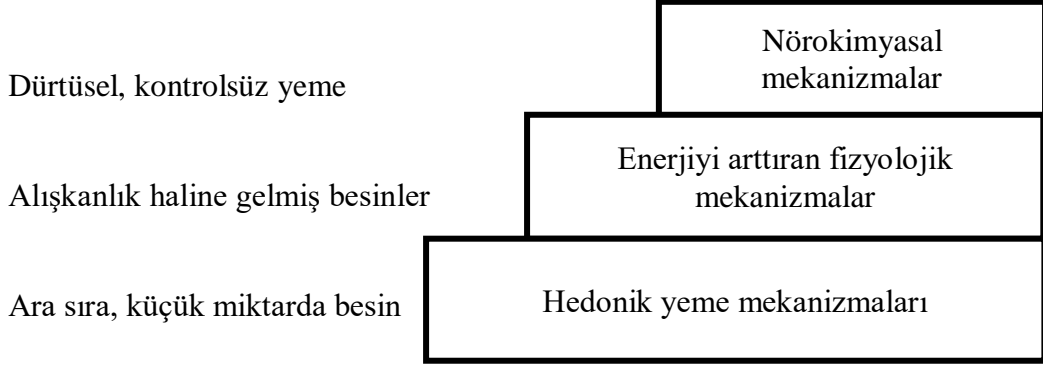 Nörokimyasal
mekanizmalar
Dürtüsel, kontrolsüz yeme
Enerjiyi arttıran fizyolojik
mekanizmalar
Alışkanlık haline gelmiş besinler
Ara sıra, küçük miktarda besin
Hedonik yeme mekanizmaları